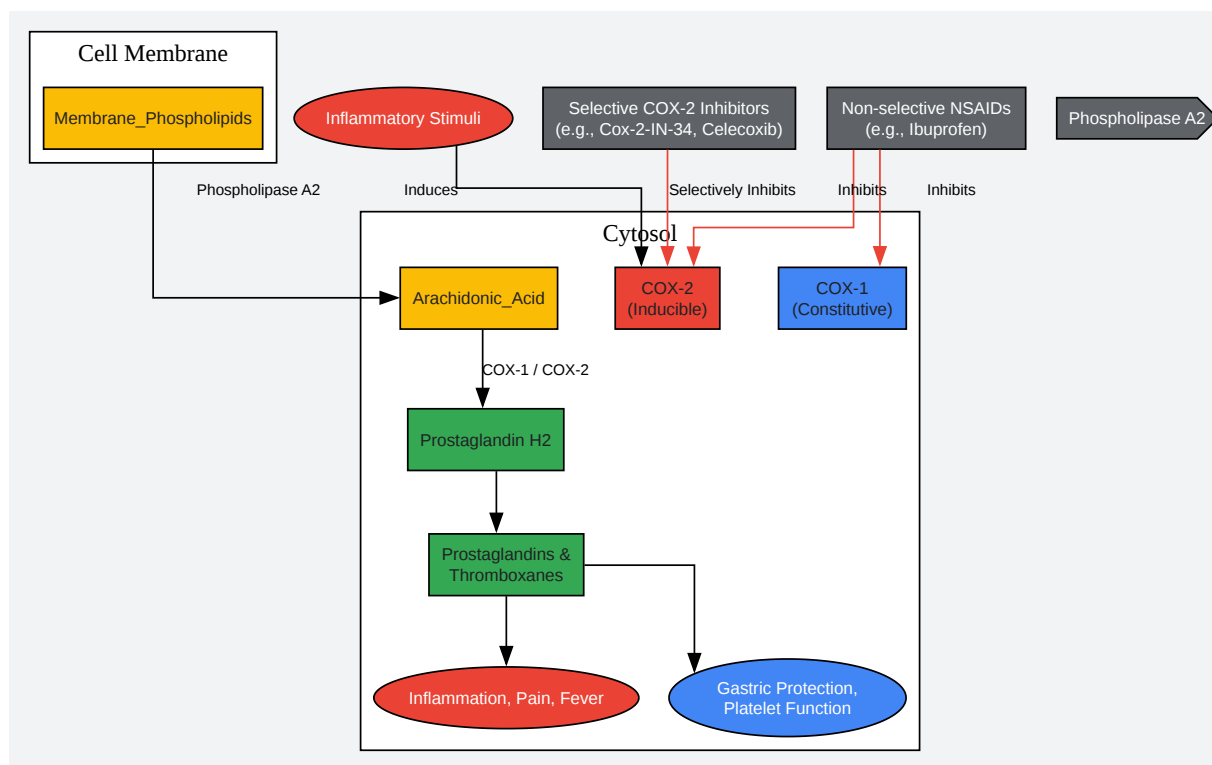 Cell Membrane
Membrane_Phospholipids
Inflammatory Stimuli
Selective COX-2 Inhibitors
(e.g., Cox-2-IN-34, Celecoxib)
Non-selective NSAIDs
(e.g., Ibuprofen)
Phospholipase A2
Phospholipase A2
Induces
Selectively Inhibits
Inhibits
Inhibits
Cytosol
Arachidonic_Acid
COX-2
(Inducible)
COX-1
(Constitutive)
COX-1 / COX-2
Prostaglandin H2
Prostaglandins &
Thromboxanes
Inflammation, Pain, Fever
Gastric Protection,
Platelet Function